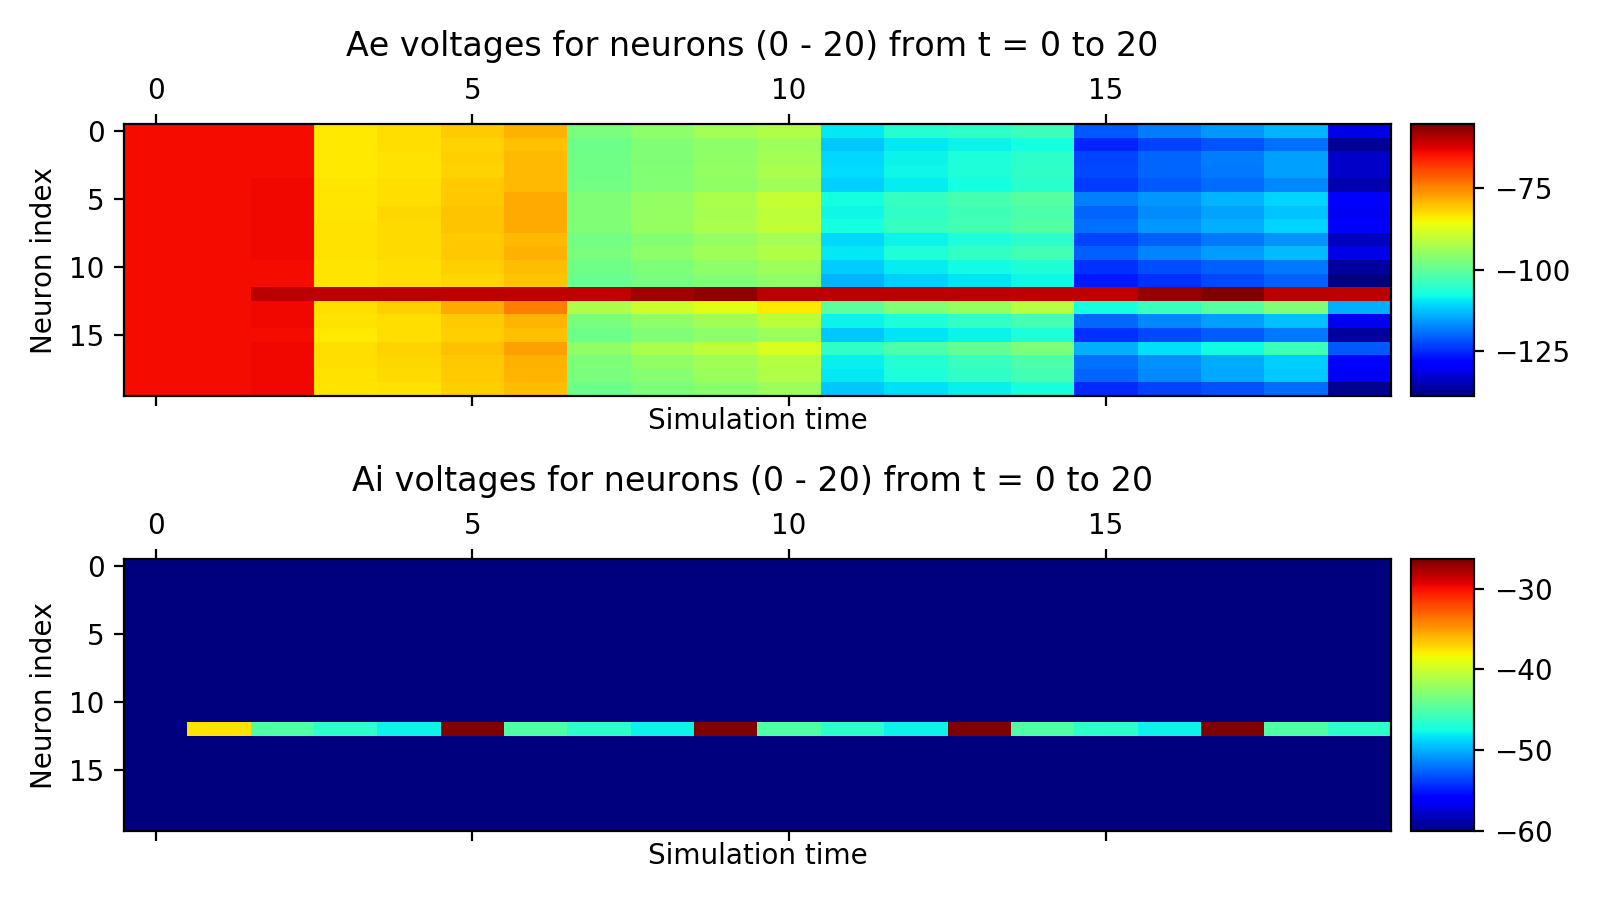 Ae voltages for neurons (0 - 20) from t = 0 to 20
0 5 10 15
Neuron index
0
5
10
15
Simulation time
−75
−100
−125
Ai voltages for neurons (0 - 20) from t = 0 to 20
0 5 10 15
Neuron index
0
5
10
15
Simulation time
−30
−40
−50
−60